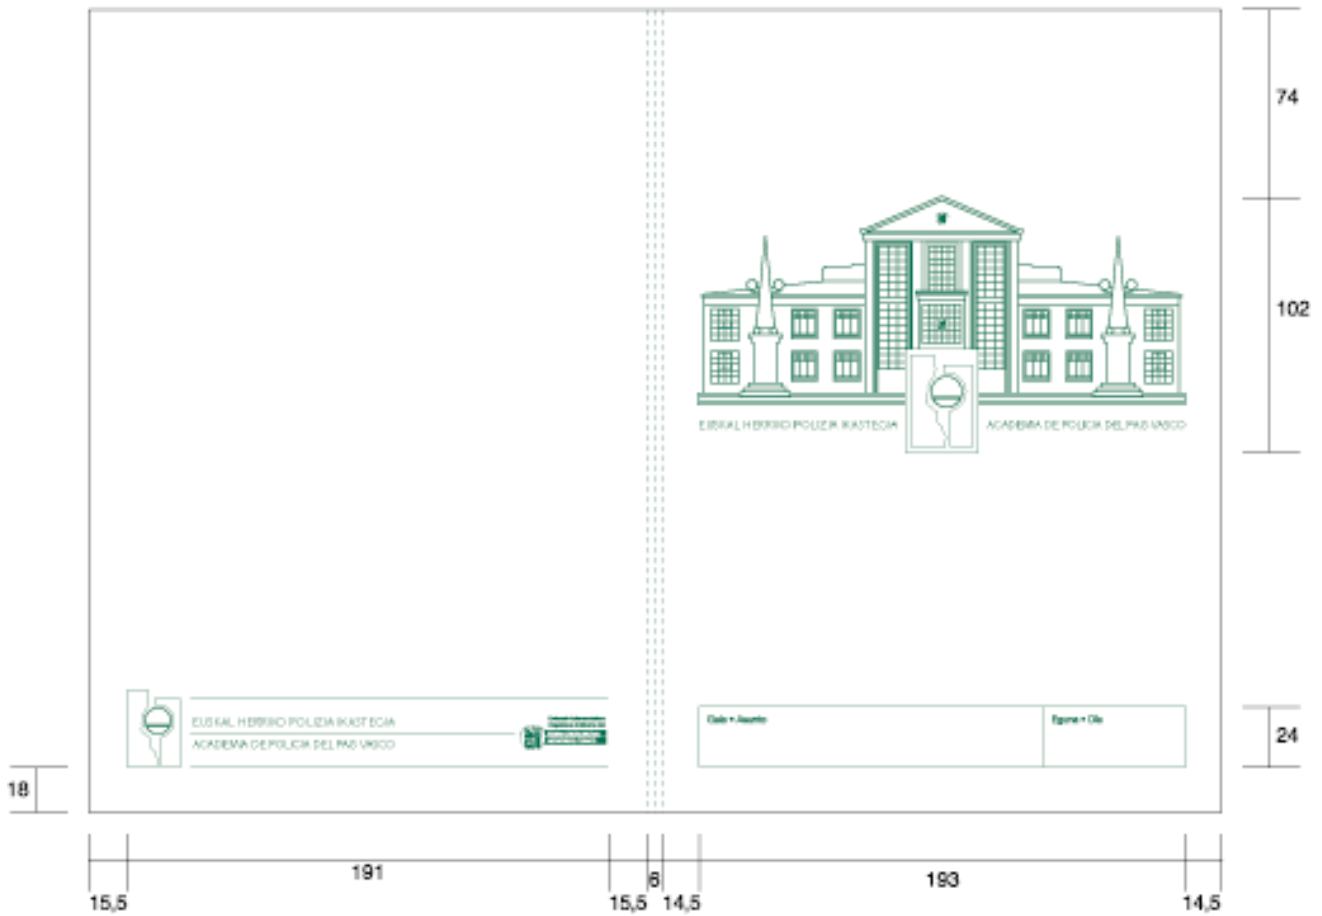 74
102
EUSKAL HERRIKO POLIZIA IKASTEGIA
ACADEMIA DE POLICIA DEL PAIS VASCO
EUSKAL HERRIKO POLIZIA IKASTEGIA
ACADEMIA DE POLICIA DEL PAIS VASCO
Gaia • Asunto
Eguna • Día
24
18
191
6
193
15,5
15,5
14,5
14,5